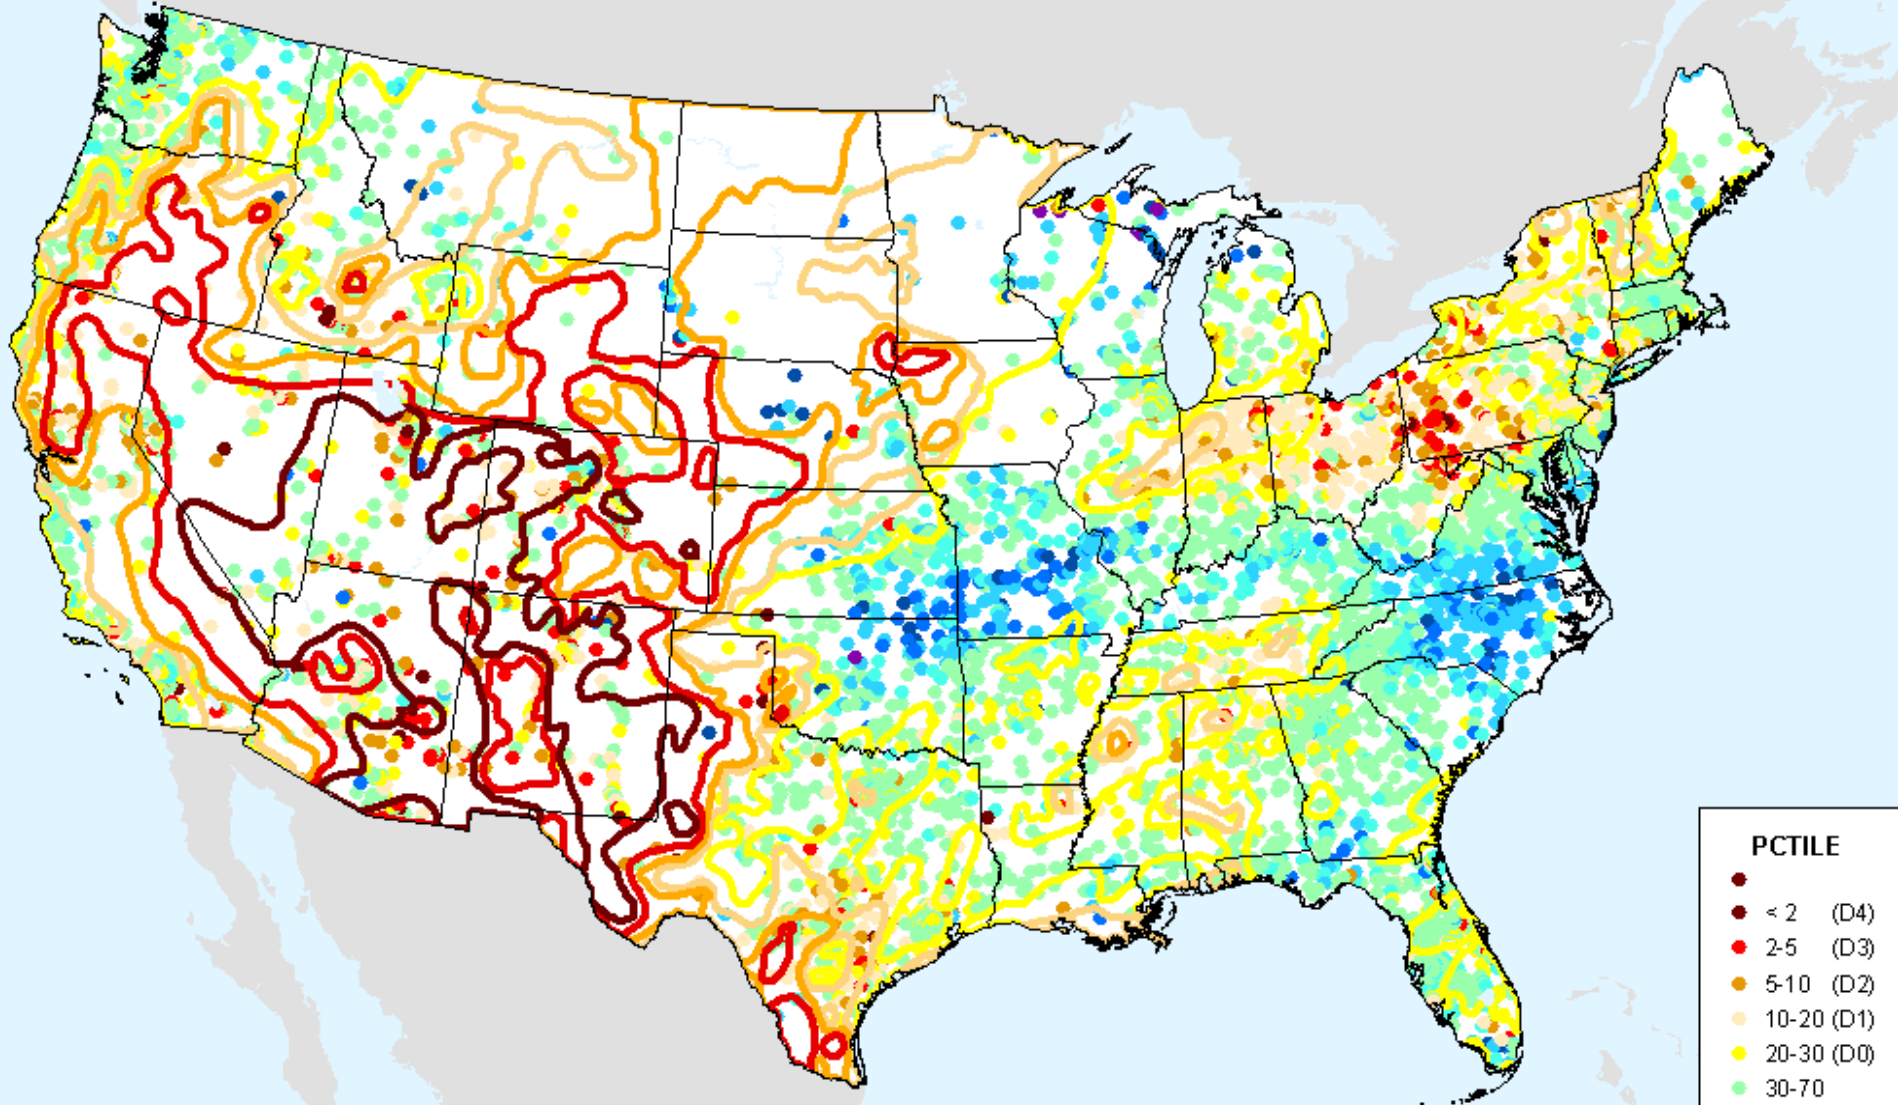 PCTILE
< 2 (D4)
2-5 (D3)
5-10 (D2)
10-20 (D1)
20-30 (D0)
30-70